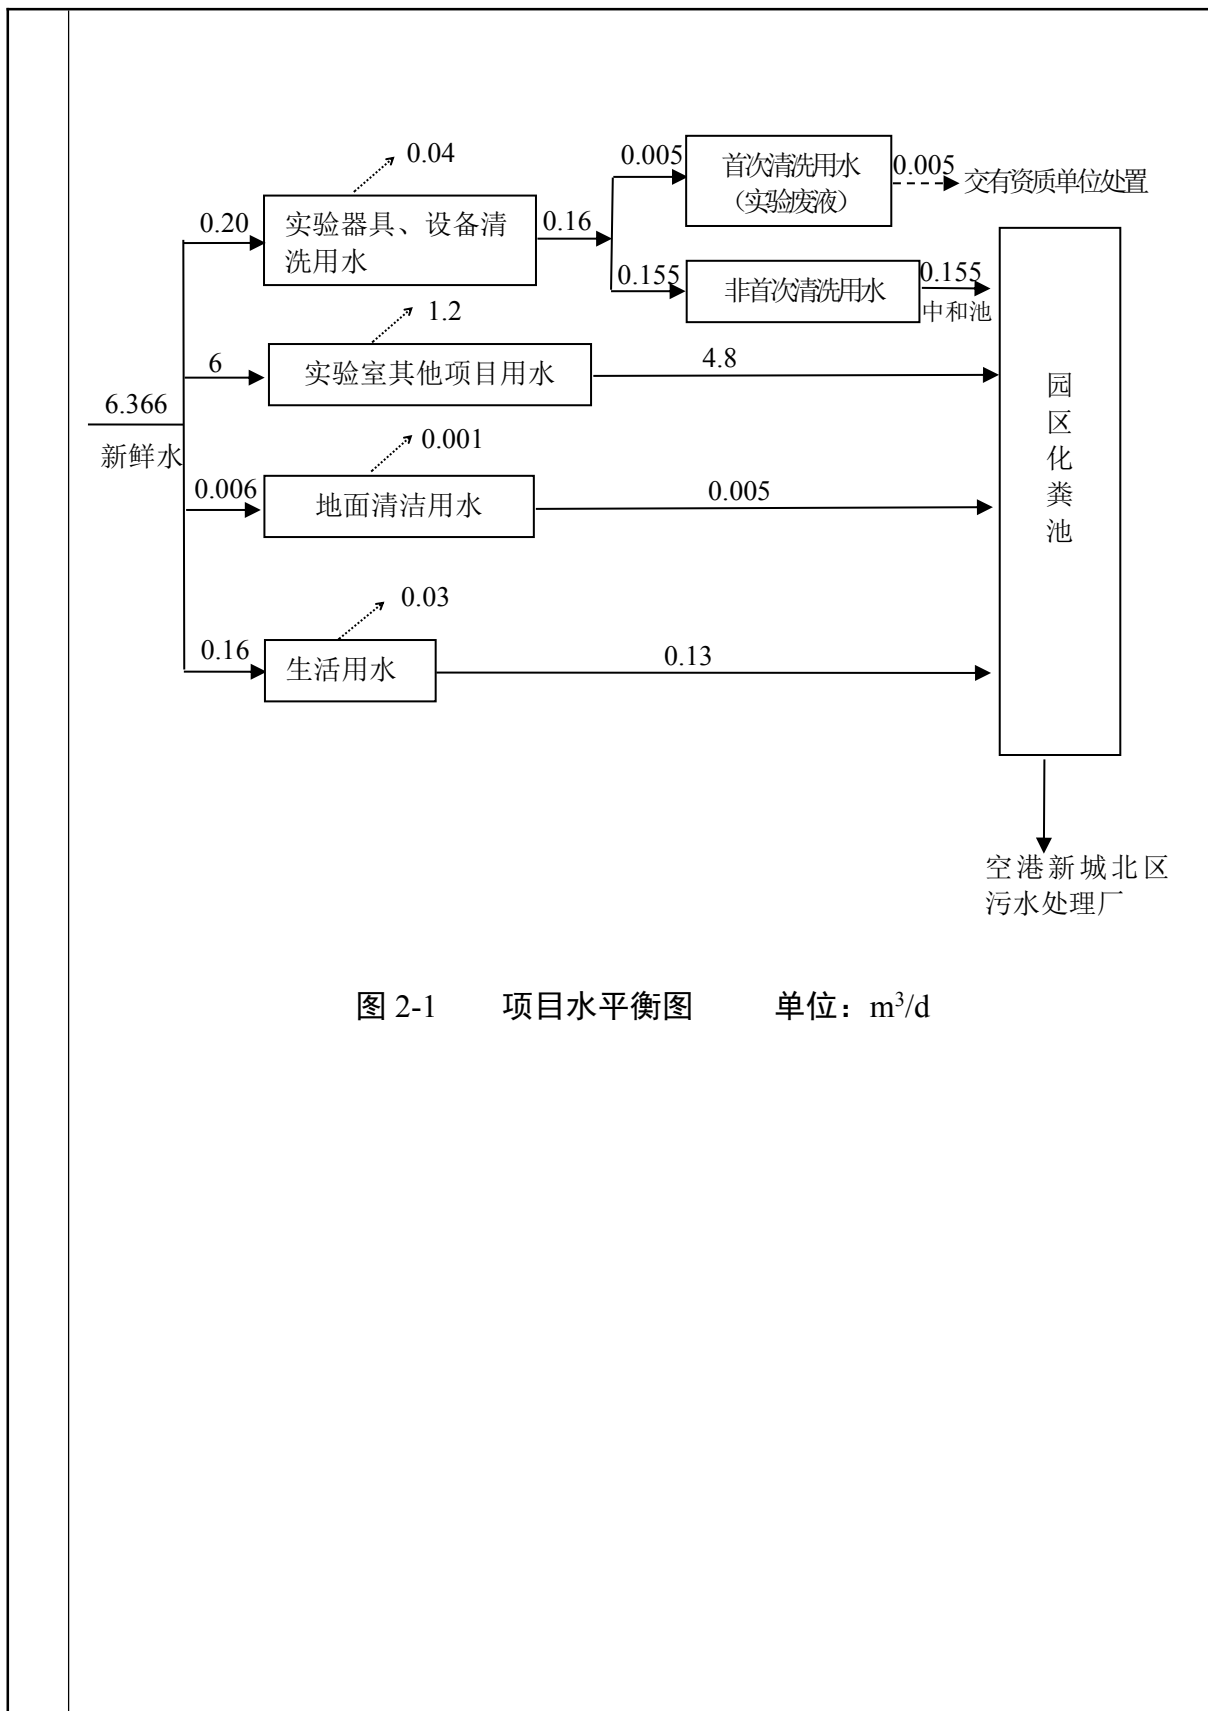 0.04
0.005
首次清洗用水
（实验废液）
0.005
交有资质单位处置
0.20
实验器具、设备清
洗用水
0.16
0.155
非首次清洗用水
0.155
中和池
1.2
6
实验室其他项目用水
4.8
6.366
新鲜水
0.001
0.006
地面清洁用水
0.005
园
区
化
粪
池
0.03
0.16
生活用水
0.13
空港新城北区
污水处理厂
图 2-1 项目水平衡图 单位：m³/d